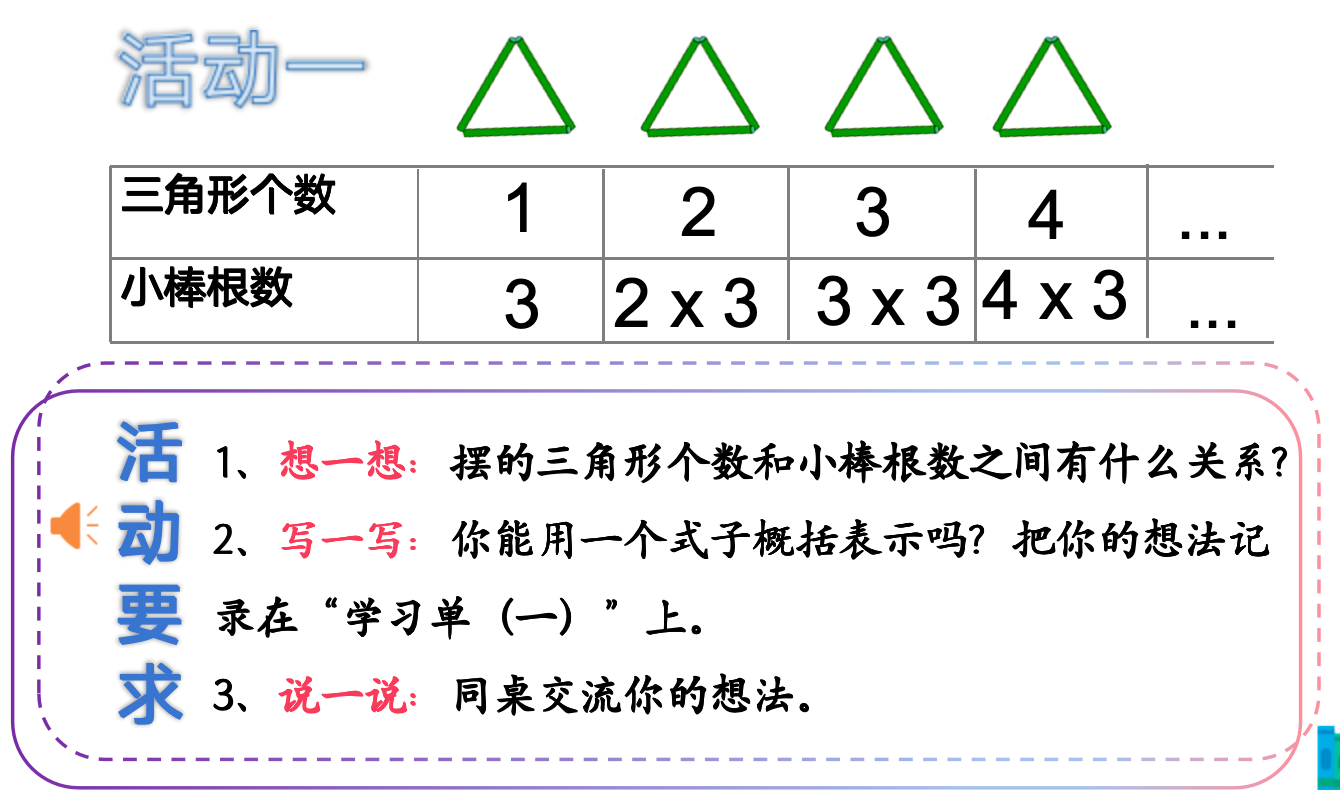 活动一
三角形个数 1 2 3 4 ...
小棒根数 3 2 x 3 3 x 3 4 x 3 ...
活动要求
1、想一想：摆的三角形个数和小棒根数之间有什么关系？
2、写一写：你能用一个式子概括表示吗？把你的想法记
录在“学习单（一）”上。
3、说一说：同桌交流你的想法。